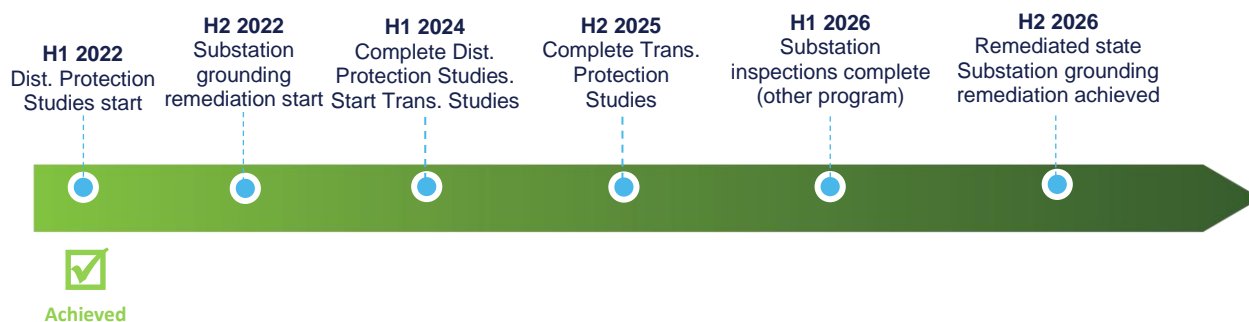 H1 2022
Dist. Protection
Studies start
H2 2022
Substation
grounding
remediation start
H1 2024
Complete Dist.
Protection Studies.
Start Trans. Studies
H2 2025
Complete Trans.
Protection
Studies
H1 2026
Substation
inspections complete
(other program)
H2 2026
Remediated state
Substation grounding
remediation achieved
Achieved